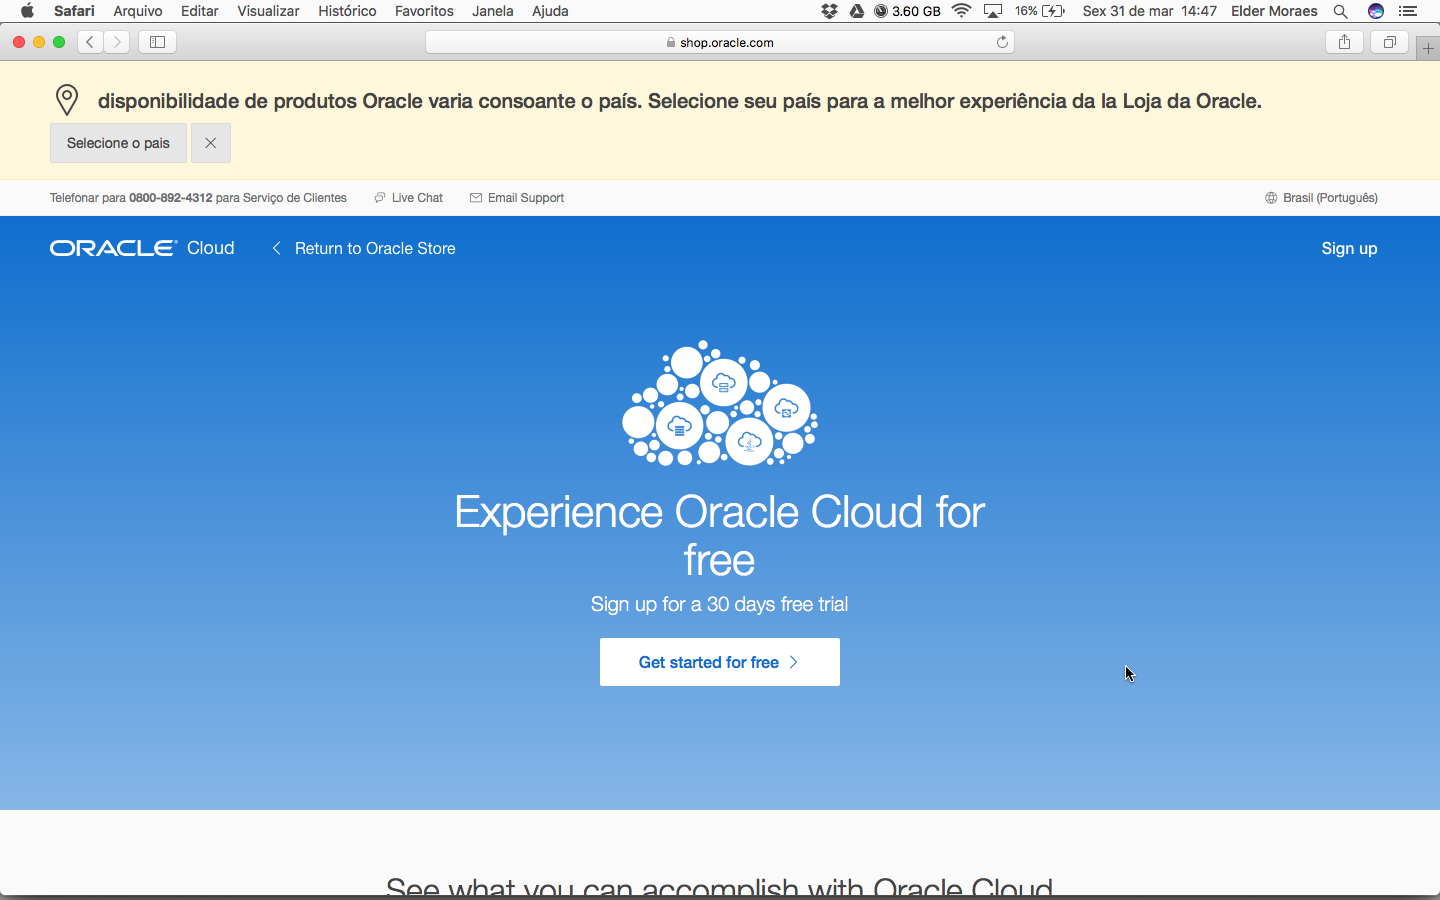 Safari Arquivo Editar Visualizar Histórico Favoritos Janela Ajuda 3.60 GB 16% Sex 31 de mar 14:47 Elder Moraes
shop.oracle.com
disponibilidade de produtos Oracle varia consoante o país. Selecione seu país para a melhor experiência da la Loja da Oracle.
Selecione o pais
Telefonar para 0800-892-4312 para Serviço de Clientes Live Chat Email Support Brasil (Português)
ORACLE Cloud Return to Oracle Store Sign up
Experience Oracle Cloud for
free
Sign up for a 30 days free trial
Get started for free
See what you can accomplish with Oracle Cloud